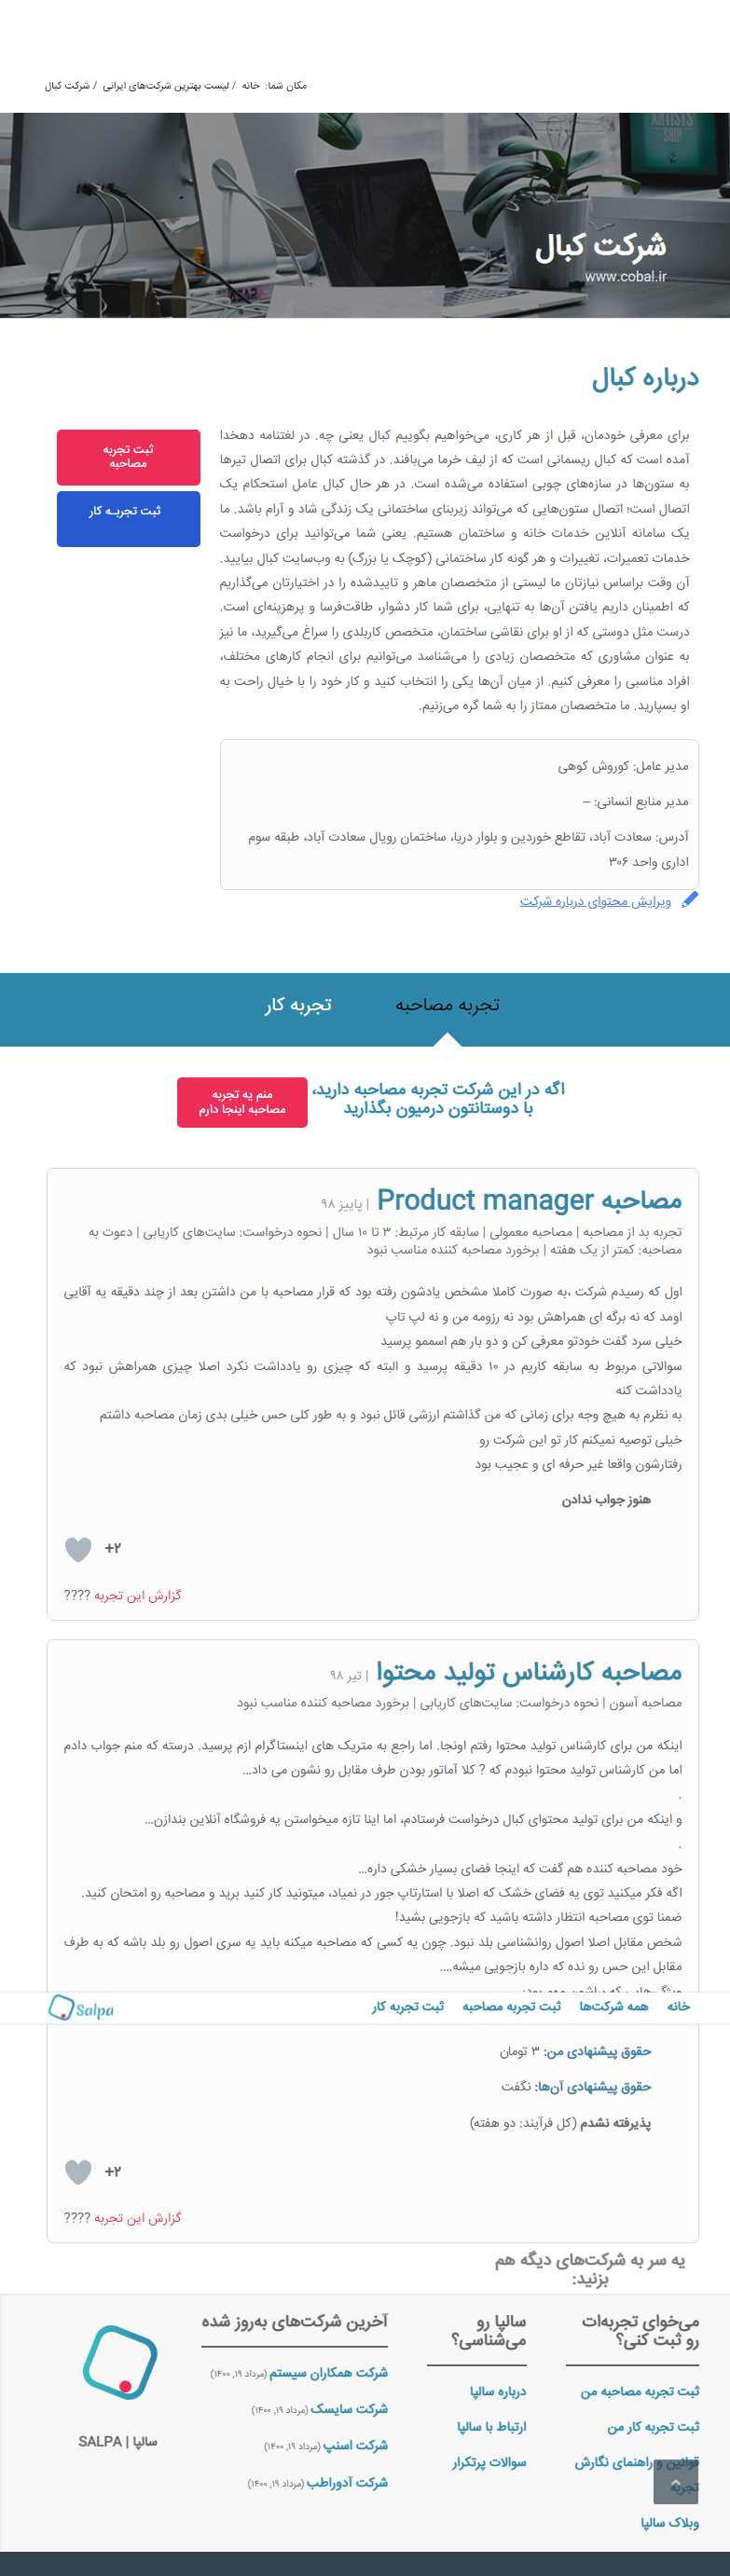 مکان شما: خانه / لیست بهترین شرکت‌های ایرانی / شرکت کبال
ARTISTS
SHIP
شرکت کبال
www.cobal.ir
درباره کبال
برای معرفی خودمان، قبل از هر کاری، می‌خواهیم بگوییم کبال یعنی چه. در لغتنامه دهخدا
آمده است که کبال ریسمانی است که از لیف خرما می‌بافند. در گذشته کبال برای اتصال تیرها
به ستون‌ها در سازه‌های چوبی استفاده می‌شده است. در هر حال کبال عامل استحکام یک
اتصال است؛ اتصال ستون‌هایی که می‌تواند زیربنای ساختمانی یک زندگی شاد و آرام باشد. ما
یک سامانه آنلاین خدمات خانه و ساختمان هستیم. یعنی شما می‌توانید برای درخواست
خدمات تعمیرات، تغییرات و هر گونه کار ساختمانی (کوچک یا بزرگ) به وب‌سایت کبال بیایید.
آن وقت براساس نیازتان ما لیستی از متخصصان ماهر و تاییدشده را در اختیارتان می‌گذاریم
که اطمینان داریم یافتن آن‌ها به تنهایی، برای شما کار دشوار، طاقت‌فرسا و پرهزینه‌ای است.
درست مثل دوستی که از او برای نقاشی ساختمان، متخصص کاربلدی را سراغ می‌گیرید، ما نیز
به عنوان مشاوری که متخصصان زیادی را می‌شناسد می‌توانیم برای انجام کارهای مختلف،
افراد مناسبی را معرفی کنیم. از میان آن‌ها یکی را انتخاب کنید و کار خود را با خیال راحت به
او بسپارید. ما متخصصان ممتاز را به شما گره می‌زنیم.
ثبت تجربه
مصاحبه
ثبت تجربـه کار
مدیر عامل: کوروش کوهی
مدیر منابع انسانی: –
آدرس: سعادت آباد، تقاطع خوردین و بلوار دریا، ساختمان رویال سعادت آباد، طبقه سوم
اداری واحد ۳۰۶
ویرایش محتوای درباره شرکت
تجربه مصاحبه
تجربه کار
اگه در این شرکت تجربه مصاحبه دارید،
با دوستانتون درمیون بگذارید
منم یه تجربه
مصاحبه اینجا دارم
مصاحبه Product manager | پاییز ۹۸
تجربه بد از مصاحبه | مصاحبه معمولی | سابقه کار مرتبط: ۳ تا ۱۰ سال | نحوه درخواست: سایت‌های کاریابی | دعوت به
مصاحبه: کمتر از یک هفته | برخورد مصاحبه کننده مناسب نبود
اول که رسیدم شرکت ،به صورت کاملا مشخص یادشون رفته بود که قرار مصاحبه با من داشتن بعد از چند دقیقه یه آقایی
اومد که نه برگه ای همراهش بود نه رزومه من و نه لپ تاپ
خیلی سرد گفت خودتو معرفی کن و دو بار هم اسممو پرسید
سوالاتی مربوط به سابقه کاریم در ۱۰ دقیقه پرسید و البته که چیزی رو یادداشت نکرد اصلا چیزی همراهش نبود که
یادداشت کنه
به نظرم به هیچ وجه برای زمانی که من گذاشتم ارزشی قائل نبود و به طور کلی حس خیلی بدی زمان مصاحبه داشتم
خیلی توصیه نمیکنم کار تو این شرکت رو
رفتارشون واقعا غیر حرفه ای و عجیب بود
هنوز جواب ندادن
+۲
گزارش این تجربه ????
مصاحبه کارشناس تولید محتوا | تیر ۹۸
مصاحبه آسون | نحوه درخواست: سایت‌های کاریابی | برخورد مصاحبه کننده مناسب نبود
اینکه من برای کارشناس تولید محتوا رفتم اونجا. اما راجع به متریک های اینستاگرام ازم پرسید. درسته که منم جواب دادم
اما من کارشناس تولید محتوا نبودم که ? کلا آماتور بودن طرف مقابل رو نشون می داد...
.
و اینکه من برای تولید محتوای کبال درخواست فرستادم، اما اینا تازه میخواستن یه فروشگاه آنلاین بندازن...
.
خود مصاحبه کننده هم گفت که اینجا فضای بسیار خشکی داره...
اگه فکر میکنید توی یه فضای خشک که اصلا با استارتاپ جور در نمیاد، میتونید کار کنید برید و مصاحبه رو امتحان کنید.
ضمنا توی مصاحبه انتظار داشته باشید که بازجویی بشید!
شخص مقابل اصلا اصول روانشناسی بلد نبود. چون یه کسی که مصاحبه میکنه باید یه سری اصول رو بلد باشه که به طرف
مقابل این حس رو نده که داره بازجویی میشه....
خانه همه شرکت‌ها ثبت تجربه مصاحبه ثبت تجربه کار
Salpa
حقوق پیشنهادی من: ۳ تومان
حقوق پیشنهادی آن‌ها: نگفت
پذیرفته نشدم (کل فرآیند: دو هفته)
+۲
گزارش این تجربه ????
یه سر به شرکت‌های دیگه هم
بزنید:
می‌خوای تجربه‌ات
رو ثبت کنی؟
ثبت تجربه مصاحبه من
ثبت تجربه کار من
قوانین و راهنمای نگارش
تجربه
وبلاک سالپا
سالپا رو
می‌شناسی؟
درباره سالپا
ارتباط با سالپا
سوالات پرتکرار
آخرین شرکت‌های به‌روز شده
شرکت همکاران سیستم (مرداد ۱۹, ۱۴۰۰)
شرکت سایسک (مرداد ۱۹, ۱۴۰۰)
شرکت اسنپ (مرداد ۱۹, ۱۴۰۰)
شرکت آدوراطب (مرداد ۱۹, ۱۴۰۰)
سالپا | SALPA